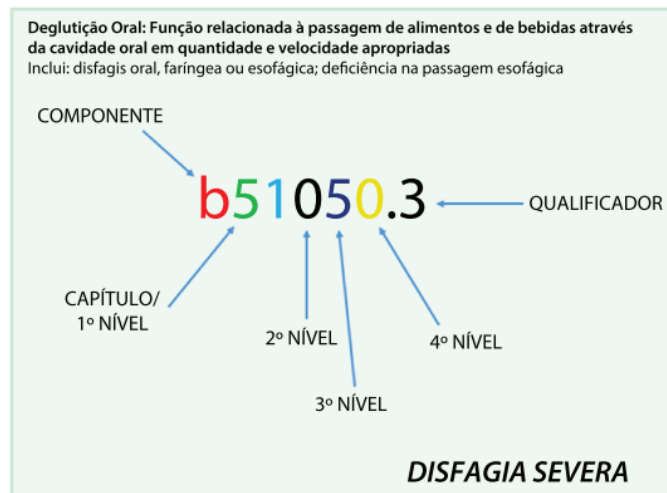 Deglutição Oral: Função relacionada à passagem de alimentos e de bebidas através
da cavidade oral em quantidade e velocidade apropriadas
Inclui: disfagis oral, faríngea ou esofágica; deficiência na passagem esofágica
COMPONENTE
b51050.3
QUALIFICADOR
CAPÍTULO/
1º NÍVEL
2º NÍVEL
4º NÍVEL
3º NÍVEL
DISFAGIA SEVERA